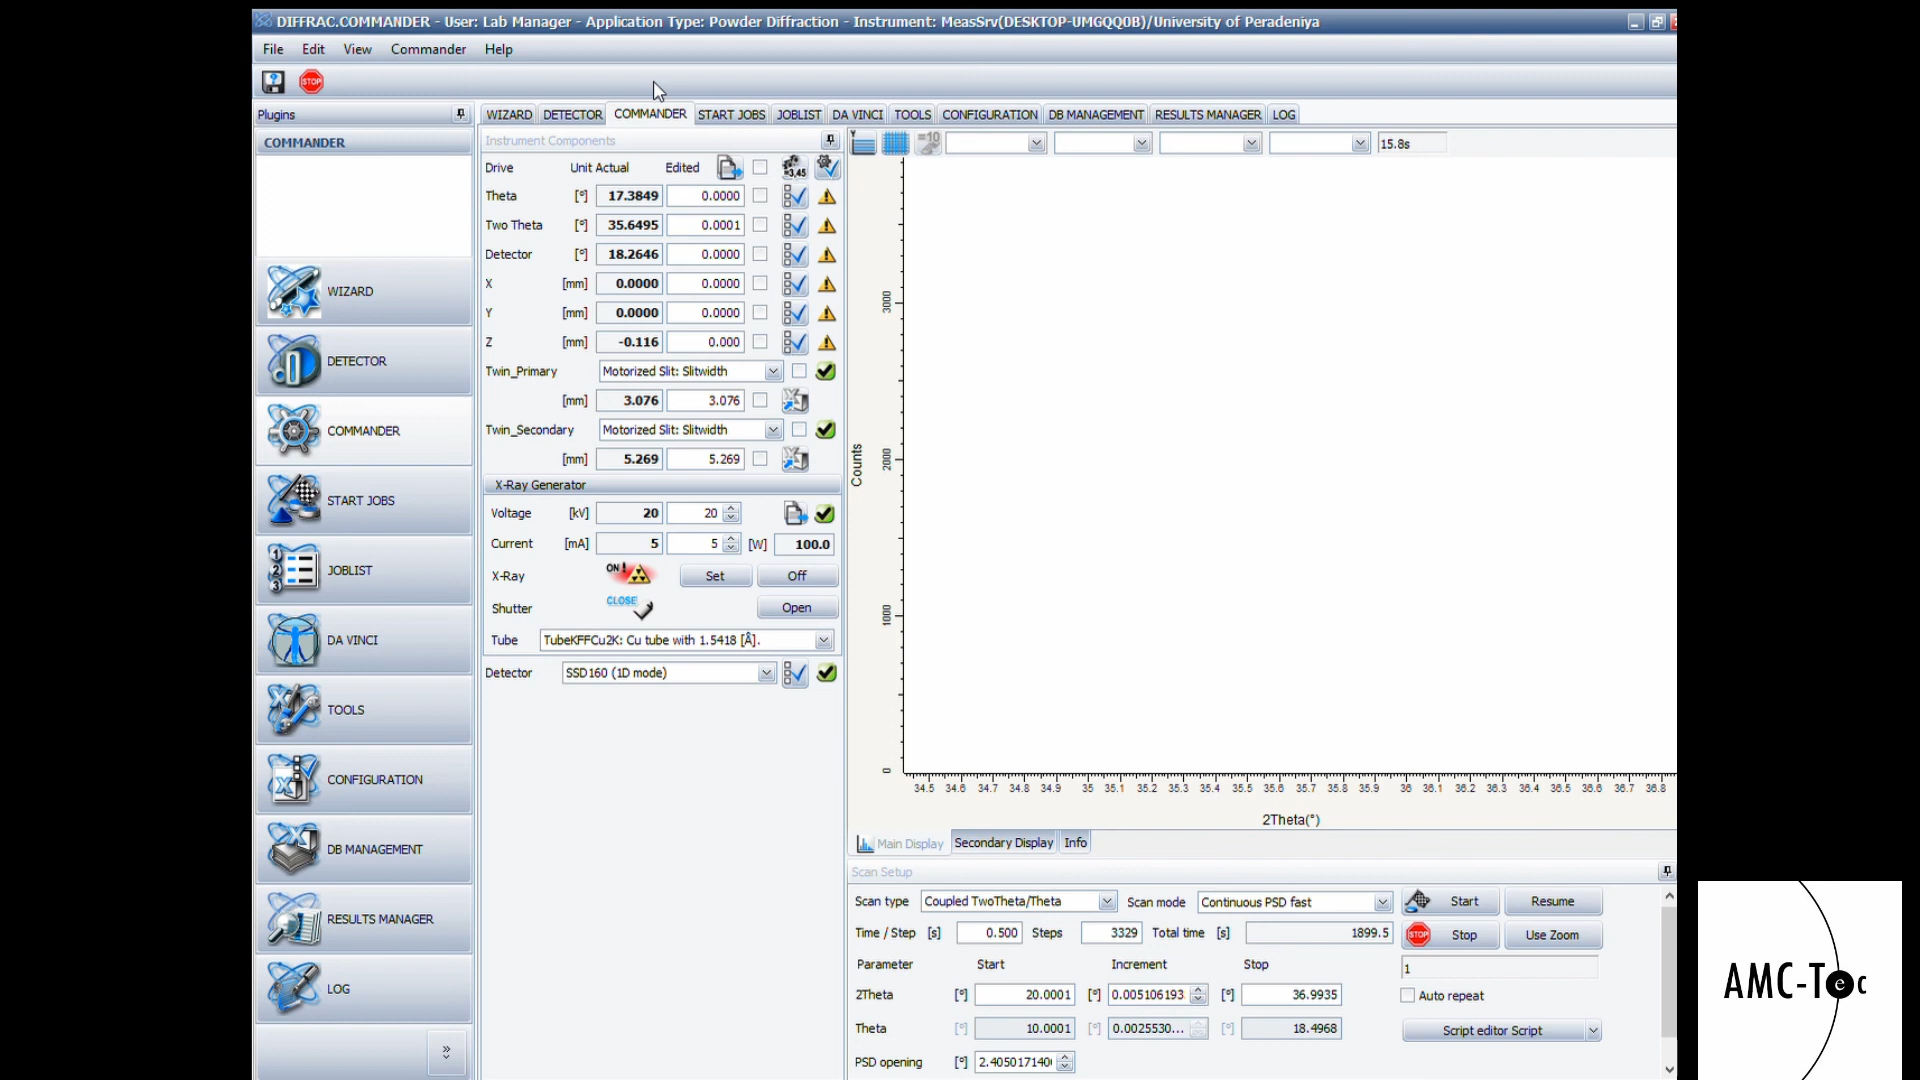 DIFFRAC.COMMANDER - User: Lab Manager - Application Type: Powder Diffraction - Instrument: MeasSrv(DESKTOP-UMGQQ0B)/University of Peradeniya
File Edit View Commander Help
STOP
Plugins
WIZARD DETECTOR COMMANDER START JOBS JOBLIST DA VINCI TOOLS CONFIGURATION DB MANAGEMENT RESULTS MANAGER LOG
COMMANDER
WIZARD
DETECTOR
COMMANDER
START JOBS
JOBLIST
DA VINCI
TOOLS
CONFIGURATION
DB MANAGEMENT
RESULTS MANAGER
LOG
Instrument Components
Drive Unit Actual Edited =3,45
Theta [°] 17.3849 0.0000
Two Theta [°] 35.6495 0.0001
Detector [°] 18.2646 0.0000
X [mm] 0.0000 0.0000
Y [mm] 0.0000 0.0000
Z [mm] -0.116 0.000
Twin_Primary Motorized Slit: Slitwidth
[mm] 3.076 3.076
Twin_Secondary Motorized Slit: Slitwidth
[mm] 5.269 5.269
X-Ray Generator
Voltage [kV] 20 20
Current [mA] 5 5 [W] 100.0
X-Ray ON ! Set Off
Shutter CLOSE Open
Tube TubeKFFCu2K: Cu tube with 1.5418 [Å].
Detector SSD160 (1D mode)
Y =10 15.8s
3000
2000
1000
0
Counts
34.5 34.6 34.7 34.8 34.9 35 35.1 35.2 35.3 35.4 35.5 35.6 35.7 35.8 35.9 36 36.1 36.2 36.3 36.4 36.5 36.6 36.7 36.8
2Theta(°)
Main Display Secondary Display Info
Scan Setup
Scan type Coupled TwoTheta/Theta Scan mode Continuous PSD fast Start Resume
Time / Step [s] 0.500 Steps 3329 Total time [s] 1899.5 STOP Stop Use Zoom
Parameter Start Increment Stop 1
2Theta [°] 20.0001 [°] 0.005106193 [°] 36.9935 Auto repeat
Theta [°] 10.0001 [°] 0.0025530... [°] 18.4968 Script editor Script
PSD opening [°] 2.40501714
AMC-Tec